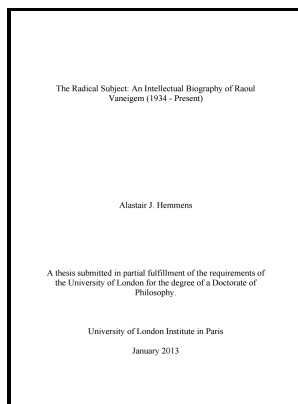 The Radical Subject: An Intellectual Biography of Raoul
Vaneigem (1934 - Present)
Alastair J. Hemmens
A thesis submitted in partial fulfillment of the requirements of
the University of London for the degree of a Doctorate of
Philosophy.
University of London Institute in Paris
January 2013